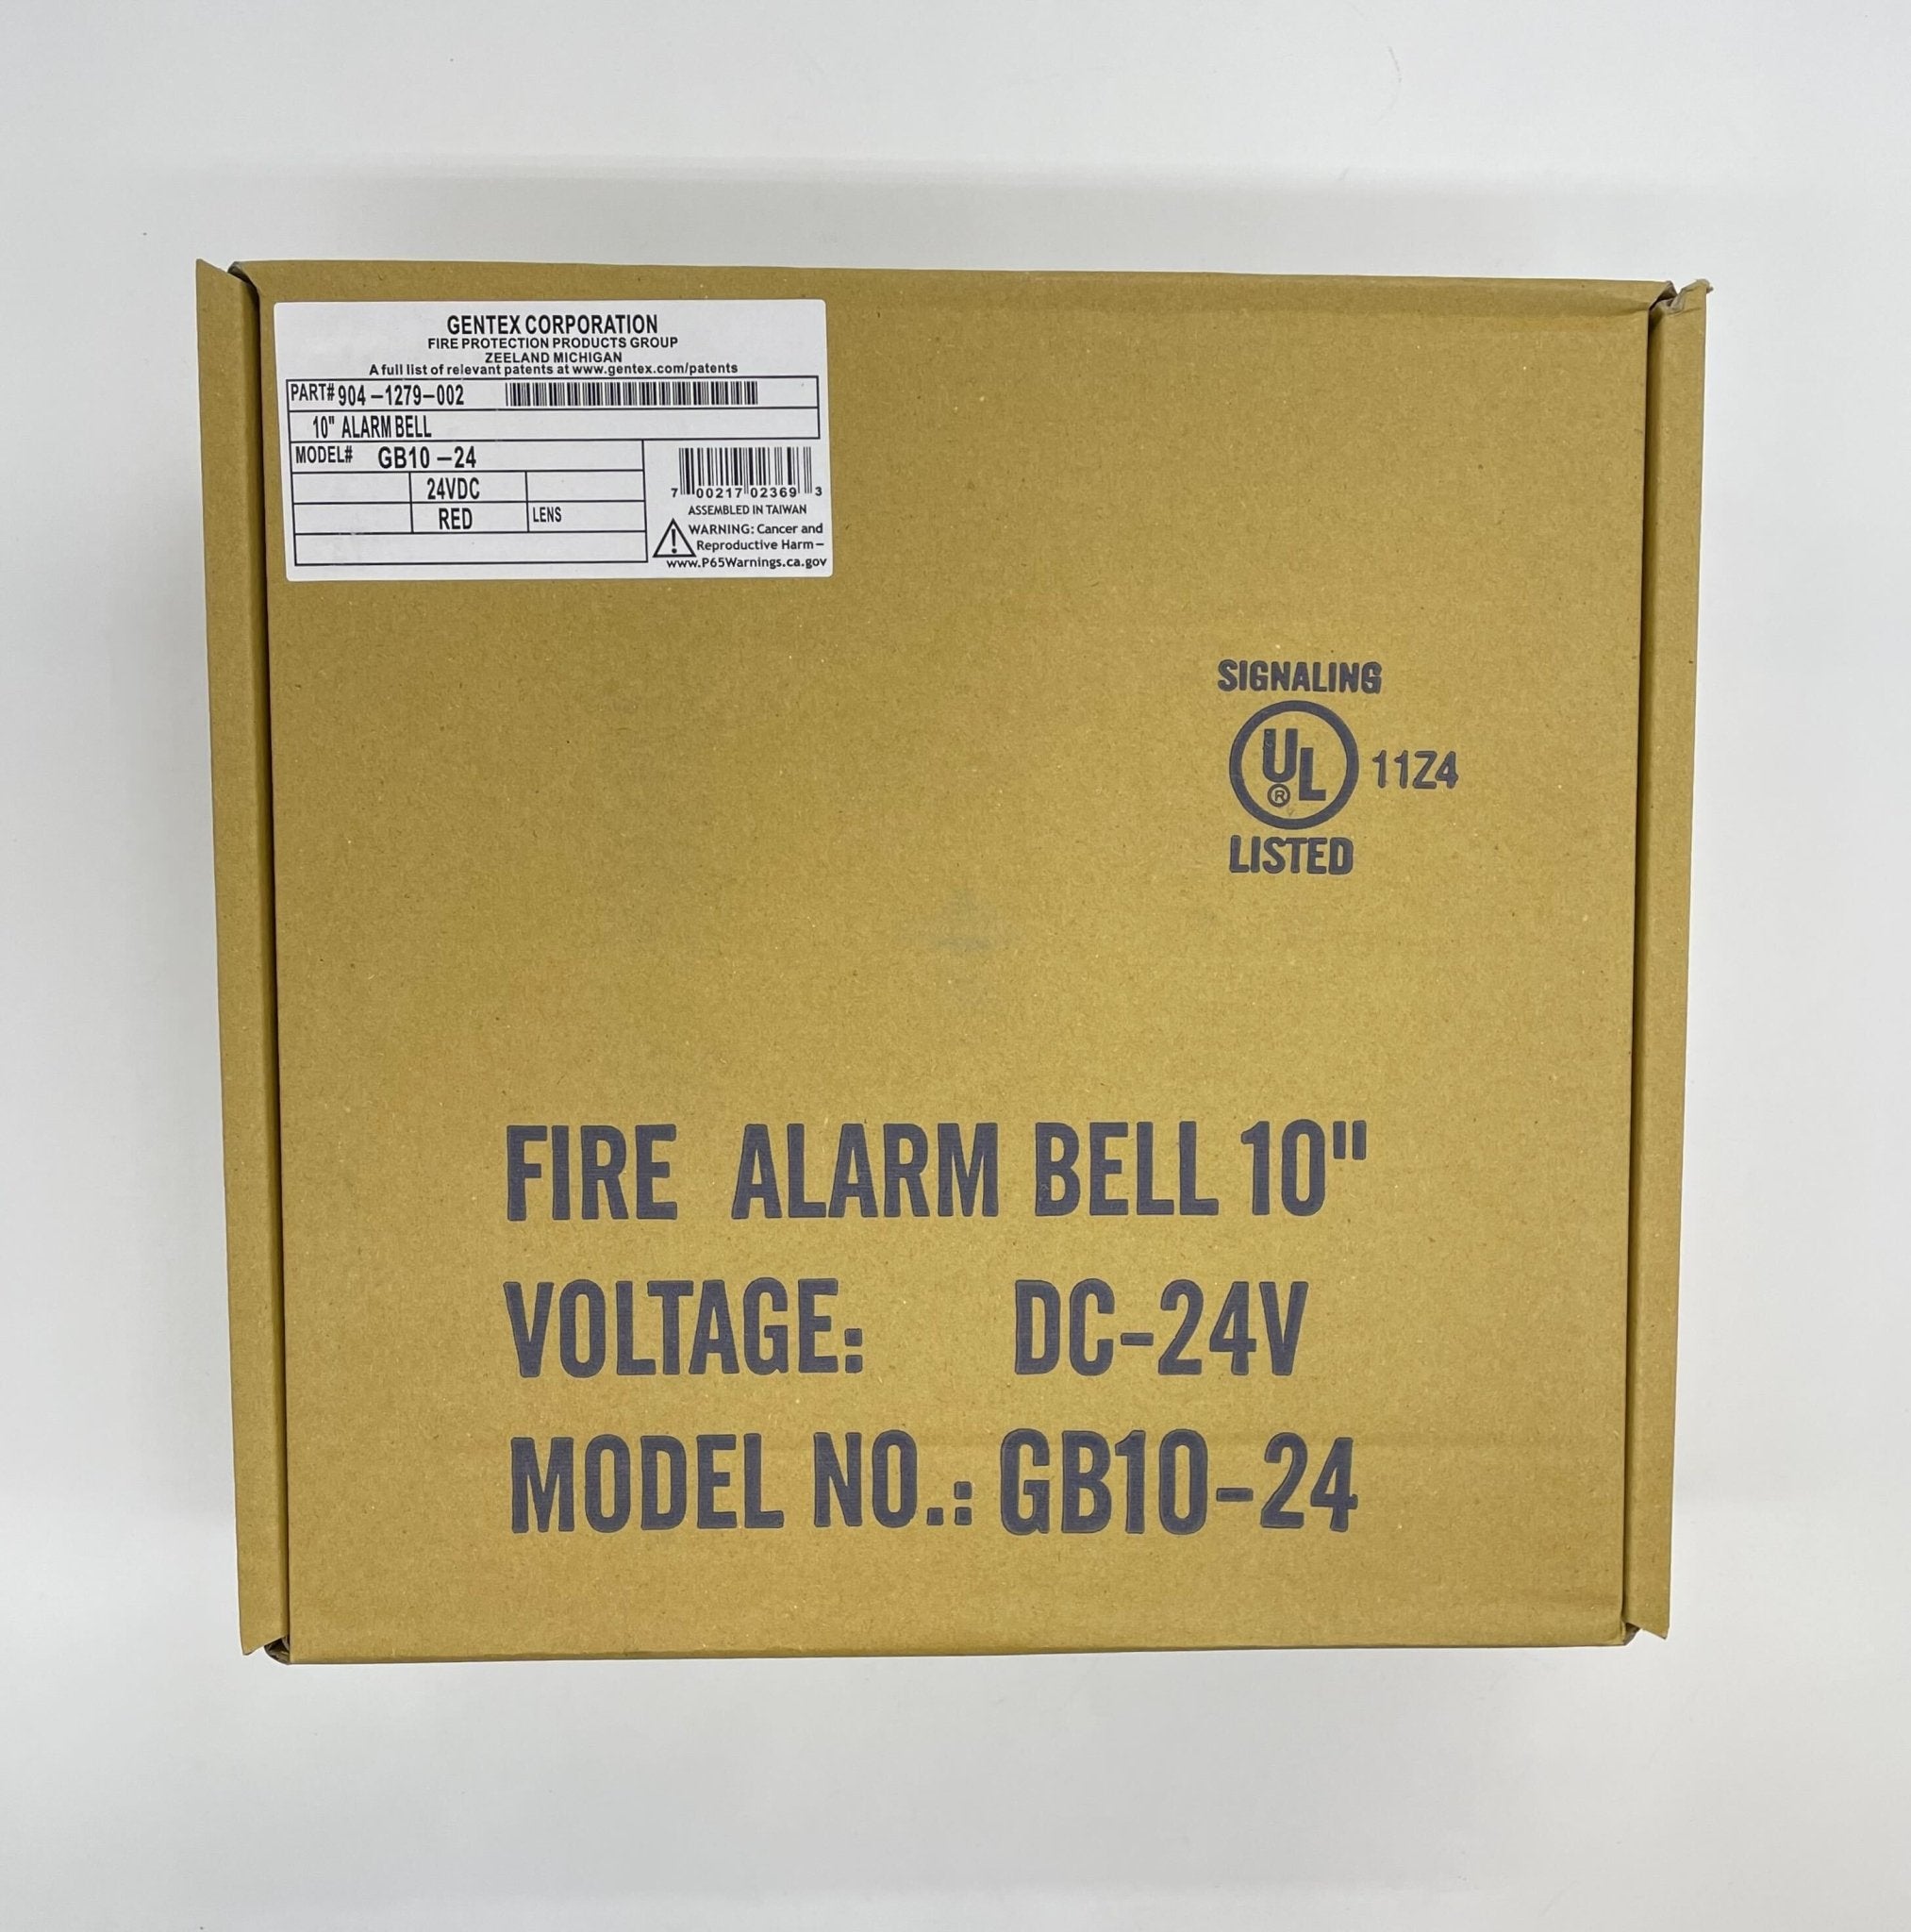 GENTEX CORPORATION
FIRE PROTECTION PRODUCTS GROUP
ZEELAND MICHIGAN
A full list of relevant patents at www.gentex.com/patents
PART# 904-1279-002
10" ALARM BELL
MODEL# GB10-24
24VDC
RED LENS
7 00217 02369 3
ASSEMBLED IN TAIWAN
WARNING: Cancer and
Reproductive Harm-
www.P65Warnings.ca.gov
SIGNALING
UL ® 11Z4
LISTED
FIRE ALARM BELL 10"
VOLTAGE: DC-24V
MODEL NO.: GB10-24